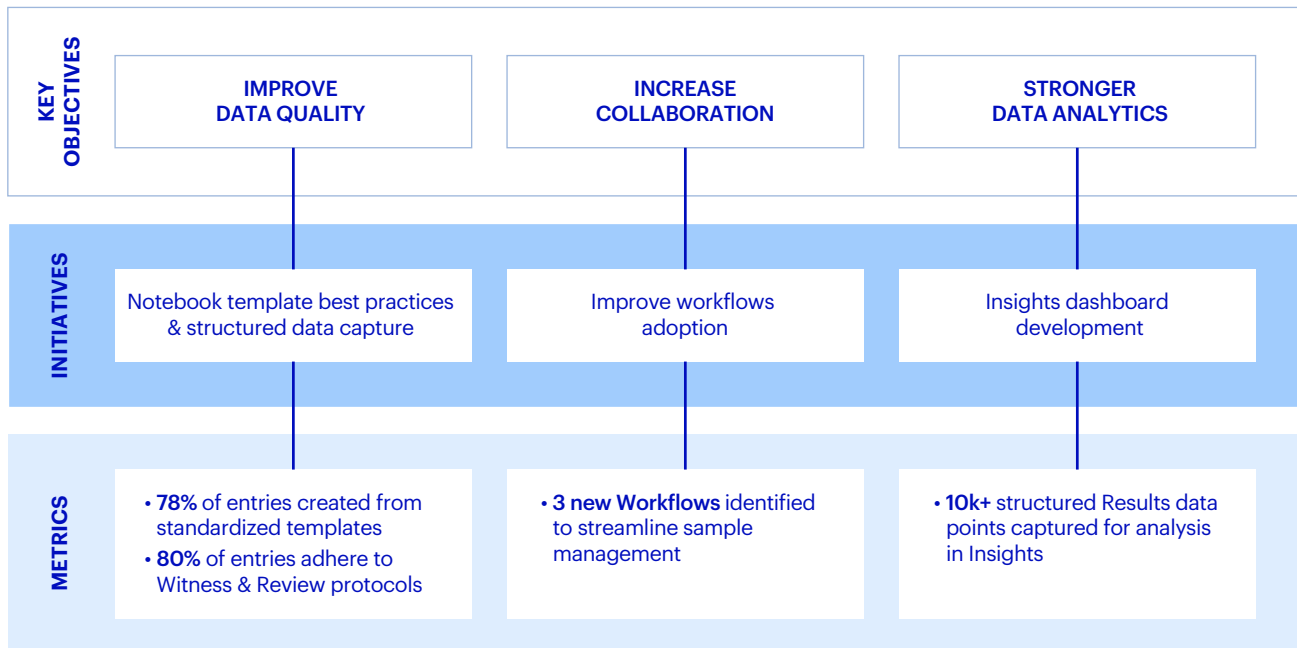 KEY
OBJECTIVES
IMPROVE
DATA QUALITY
INCREASE
COLLABORATION
STRONGER
DATA ANALYTICS
INITIATIVES
Notebook template best practices
& structured data capture
Improve workflows
adoption
Insights dashboard
development
METRICS
• 78% of entries created from
standardized templates
• 80% of entries adhere to
Witness & Review protocols
• 3 new Workflows identified
to streamline sample
management
• 10k+ structured Results data
points captured for analysis
in Insights